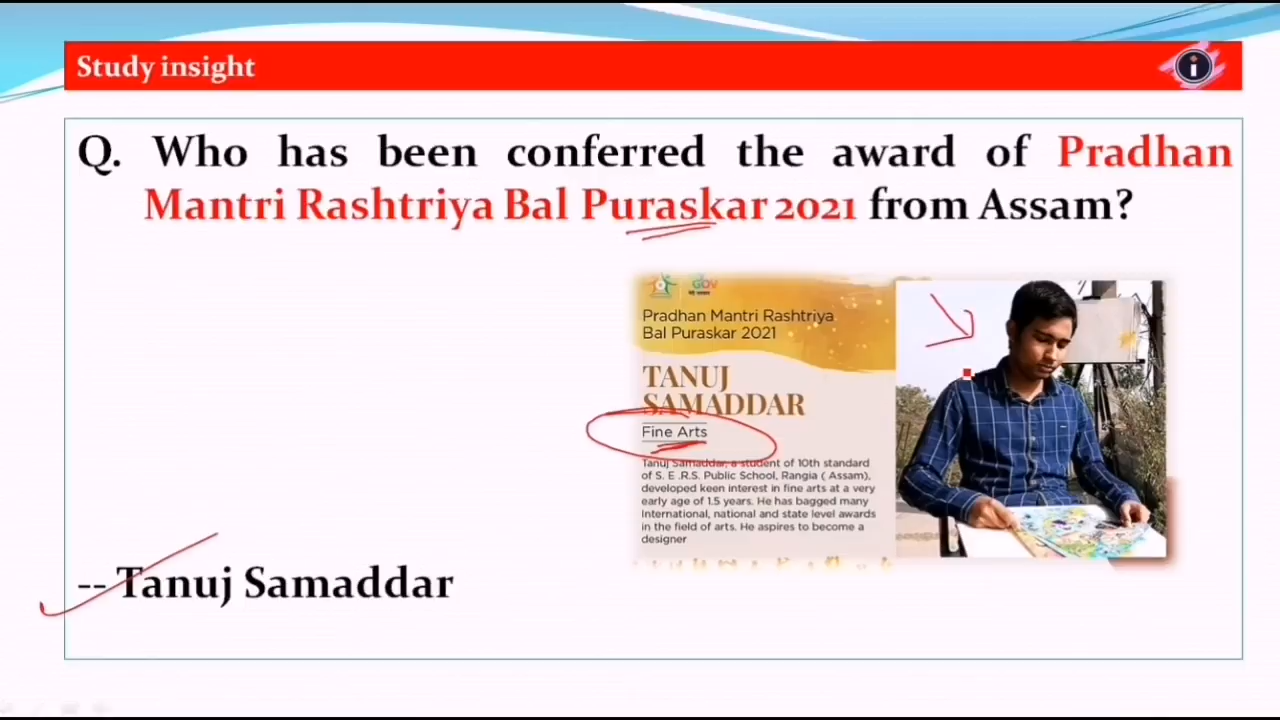 Study insight
Q. Who has been conferred the award of Pradhan
Mantri Rashtriya Bal Puraskar 2021 from Assam?
GOV
Pradhan Mantri Rashtriya
Bal Puraskar 2021
TANUJ
SAMADDAR
Fine Arts
Tanuj Samaddar, a student of 10th standard
of S. E .R.S. Public School, Rangia ( Assam),
developed keen interest in fine arts at a very
early age of 1.5 years. He has bagged many
International, national and state level awards
in the field of arts. He aspires to become a
designer
-- Tanuj Samaddar